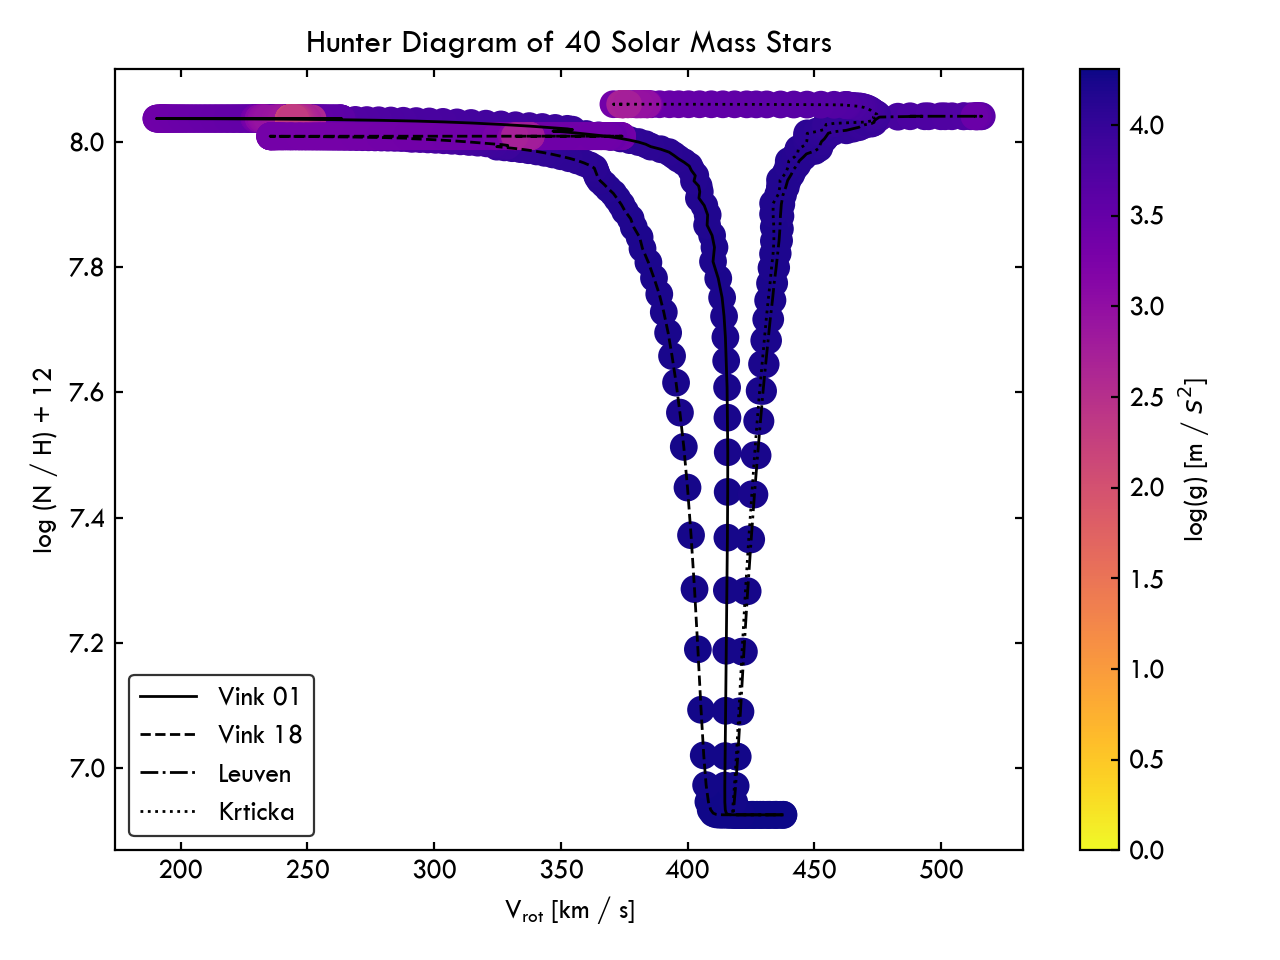 Hunter Diagram of 40 Solar Mass Stars
log (N / H) + 12
8.0
7.8
7.6
7.4
7.2
7.0
Vink 01
Vink 18
Leuven
Krticka
200 250 300 350 400 450 500
V_rot [km / s]
4.0
3.5
3.0
2.5
2.0
1.5
1.0
0.5
0.0
log(g) [m / s²]